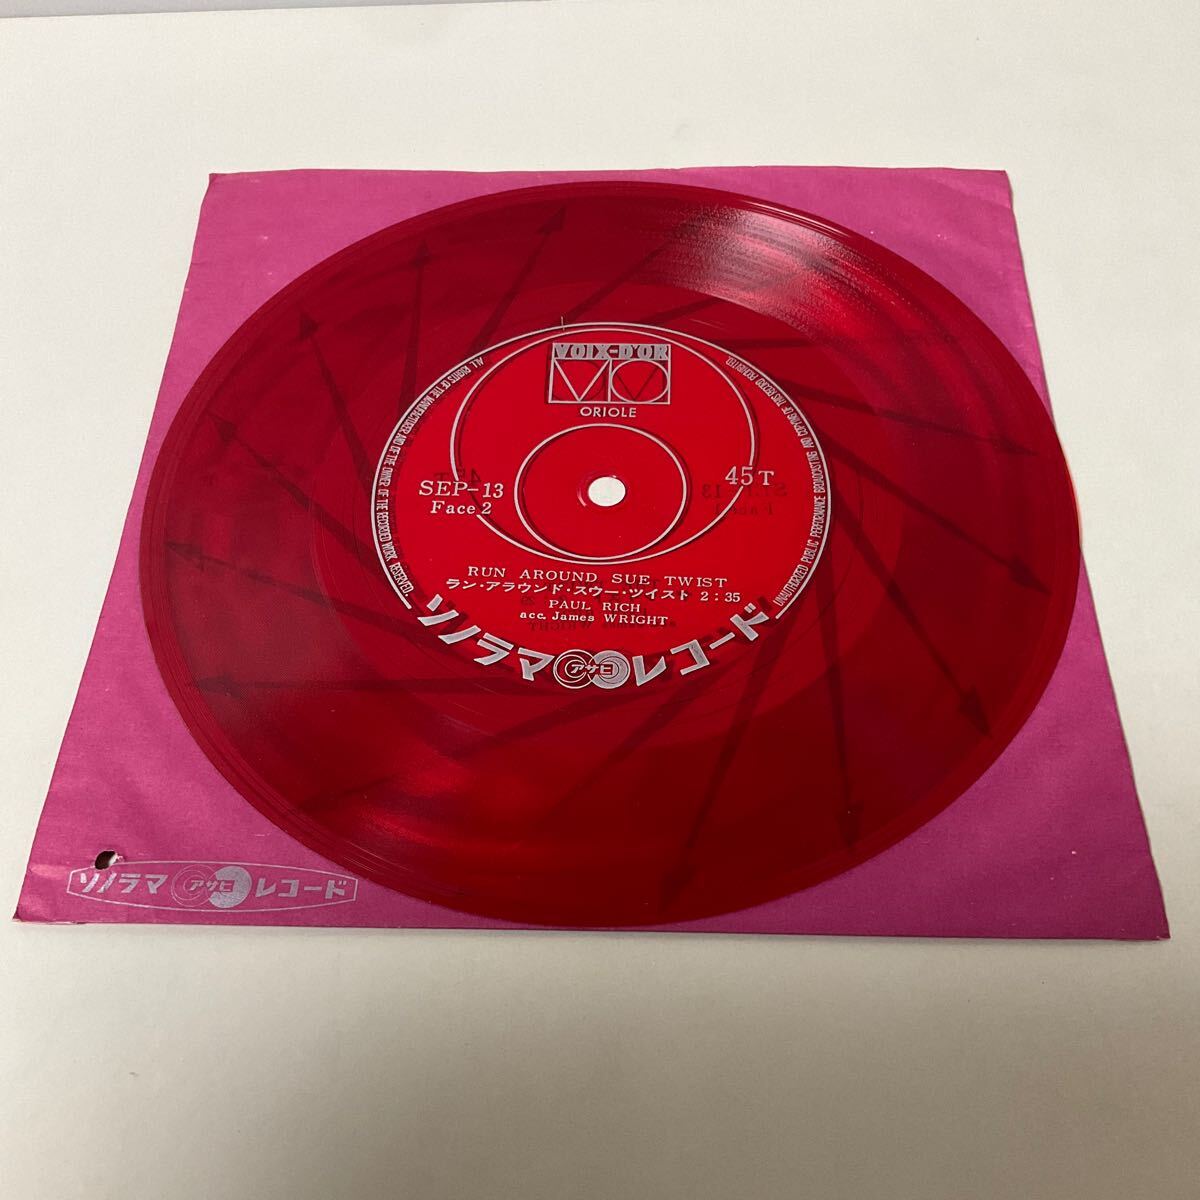 VOIX-D'OR
ORIOLE
SEP-13
Face 2
45T
RUN AROUND SUE TWIST
ラン・アラウンド・スウー・ツイスト 2:35
PAUL RICH
acc. James WRIGHT
ソノラマ アサヒ レコード
ALL RIGHTS OF THE MANUFACTURER AND OF THE OWNER OF THE RECORDED WORK RESERVED.
UNAUTHORIZED PUBLIC PERFORMANCE BROADCASTING AND COPYING OF THIS RECORD PROHIBITED.
ソノラマ アサヒ レコード